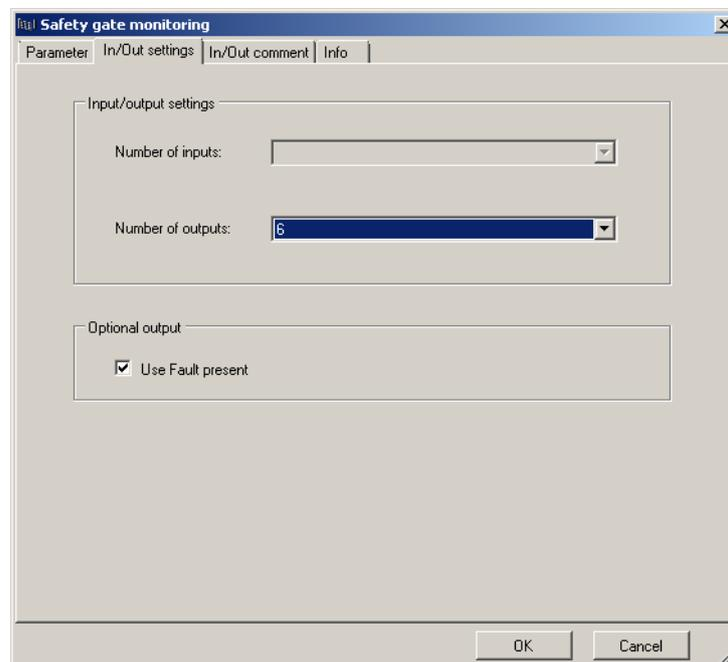 Safety gate monitoring
Parameter In/Out settings In/Out comment Info
Input/output settings
Number of inputs:
Number of outputs: 6
Optional output
Use Fault present
OK Cancel